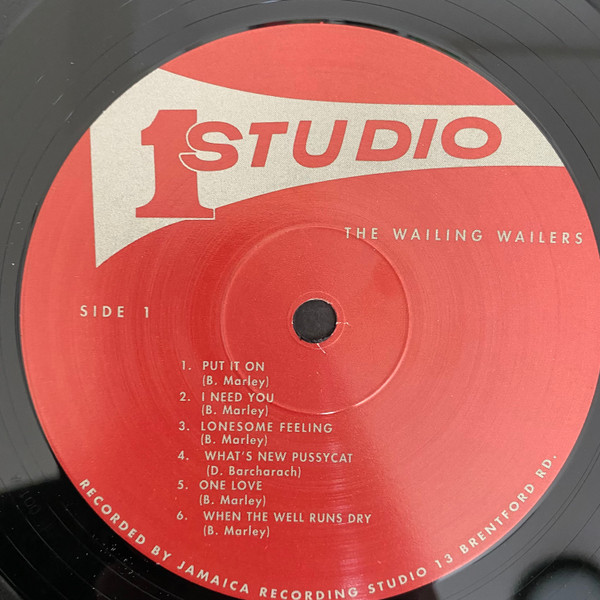 1 STUDIO
THE WAILING WAILERS
SIDE 1
1. PUT IT ON
(B. Marley)
2. I NEED YOU
(B. Marley)
3. LONESOME FEELING
(B. Marley)
4. WHAT'S NEW PUSSYCAT
(D. Barcharach)
5. ONE LOVE
(B. Marley)
6. WHEN THE WELL RUNS DRY
(B. Marley)
RECORDED BY JAMAICA RECORDING STUDIO 13 BRENTFORD RD.